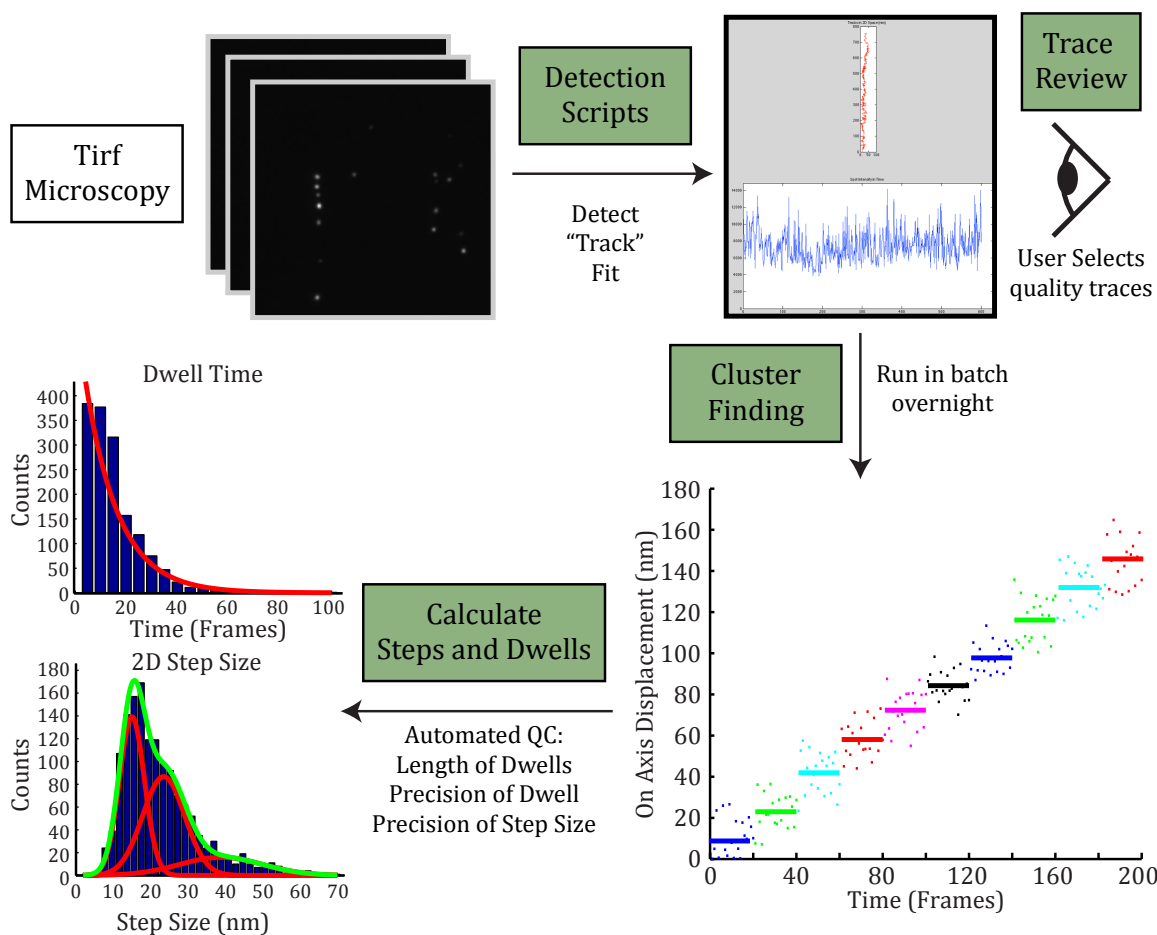 Tirf
Microscopy
Detection
Scripts
Detect
“Track”
Fit
Trace
Review
User Selects
quality traces
Cluster
Finding
Run in batch
overnight
180
160
140
120
100
80
60
40
20
0
On Axis Displacement (nm)
0 40 80 120 160 200
Time (Frames)
Calculate
Steps and Dwells
Automated QC:
Length of Dwells
Precision of Dwell
Precision of Step Size
Dwell Time
400
350
300
250
200
150
100
50
0
Counts
0 20 40 60 80 100
Time (Frames)
2D Step Size
180
160
140
120
100
80
60
40
20
0
Counts
0 10 20 30 40 50 60 70
Step Size (nm)